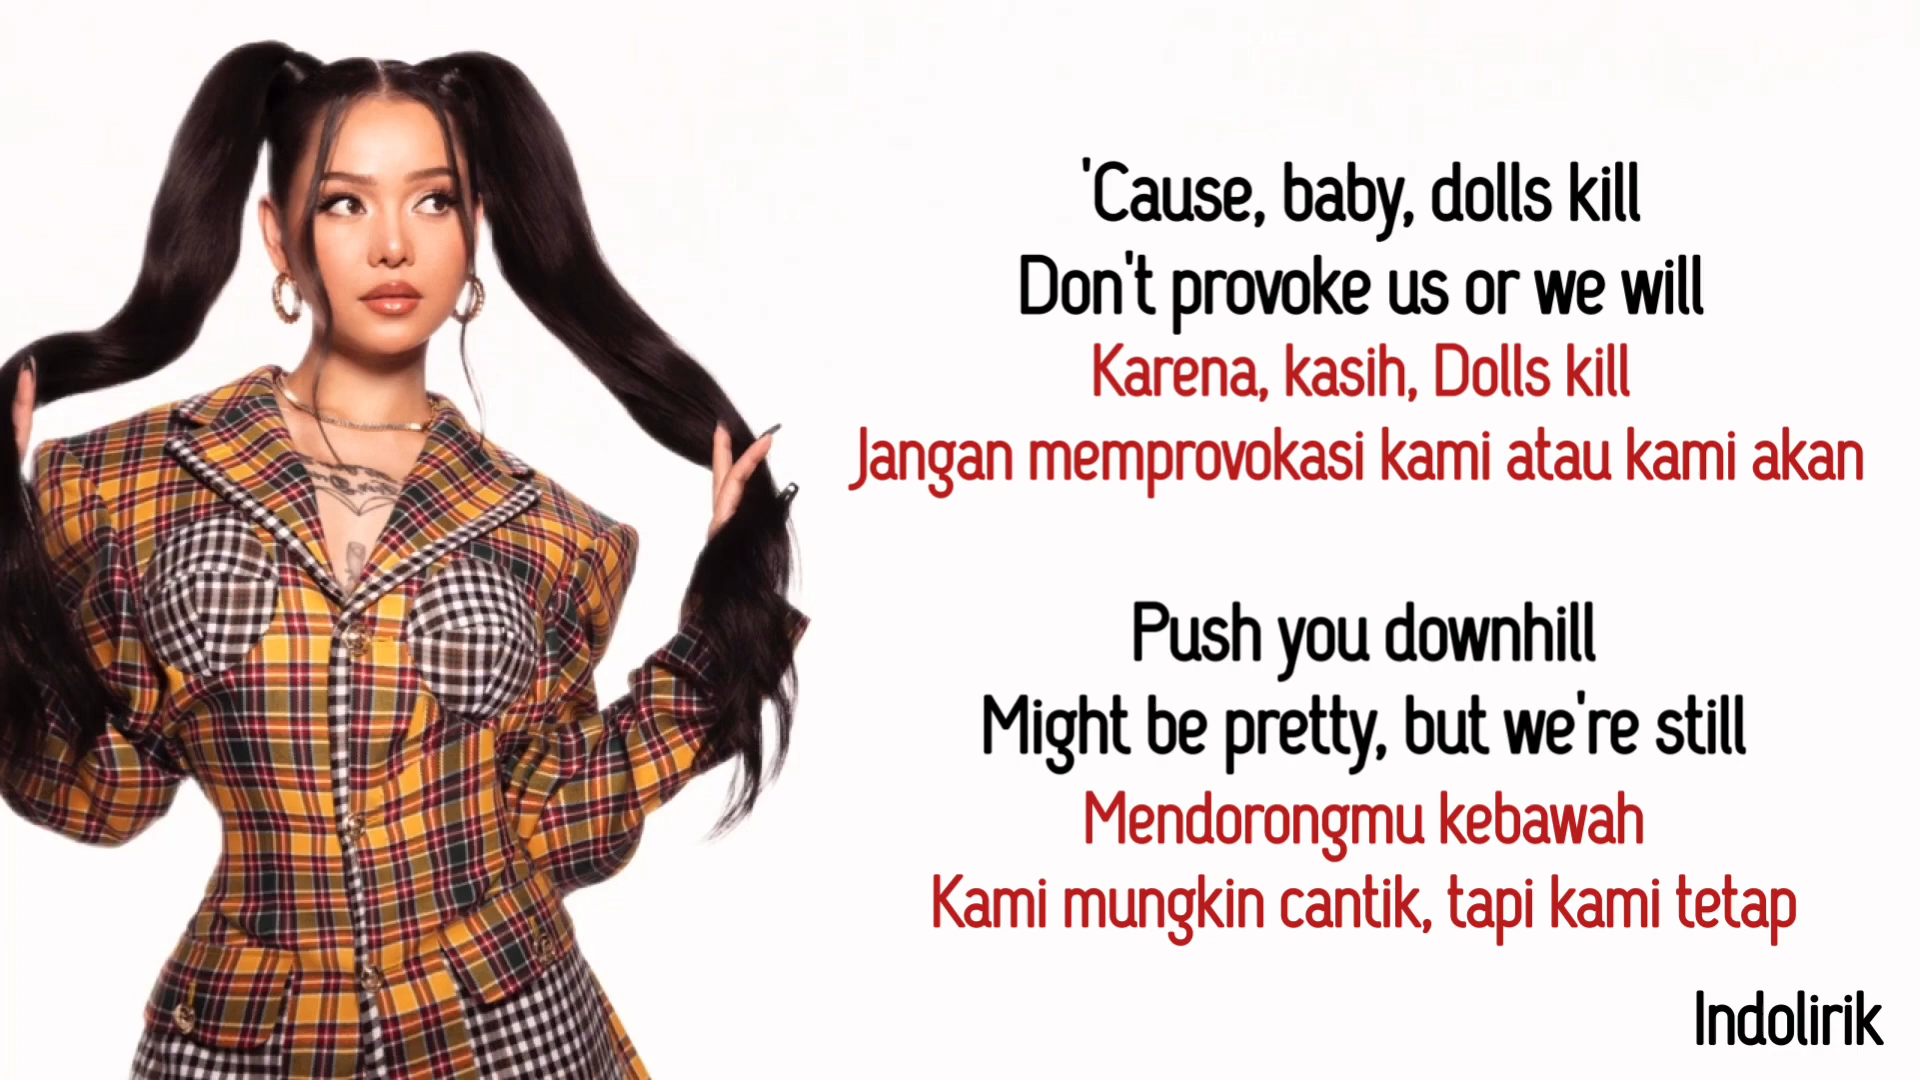 'Cause, baby, dolls kill
Don't provoke us or we will
Karena, kasih, Dolls kill
Jangan memprovokasi kami atau kami akan
Push you downhill
Might be pretty, but we're still
Mendorongmu kebawah
Kami mungkin cantik, tapi kami tetap
Indolirik